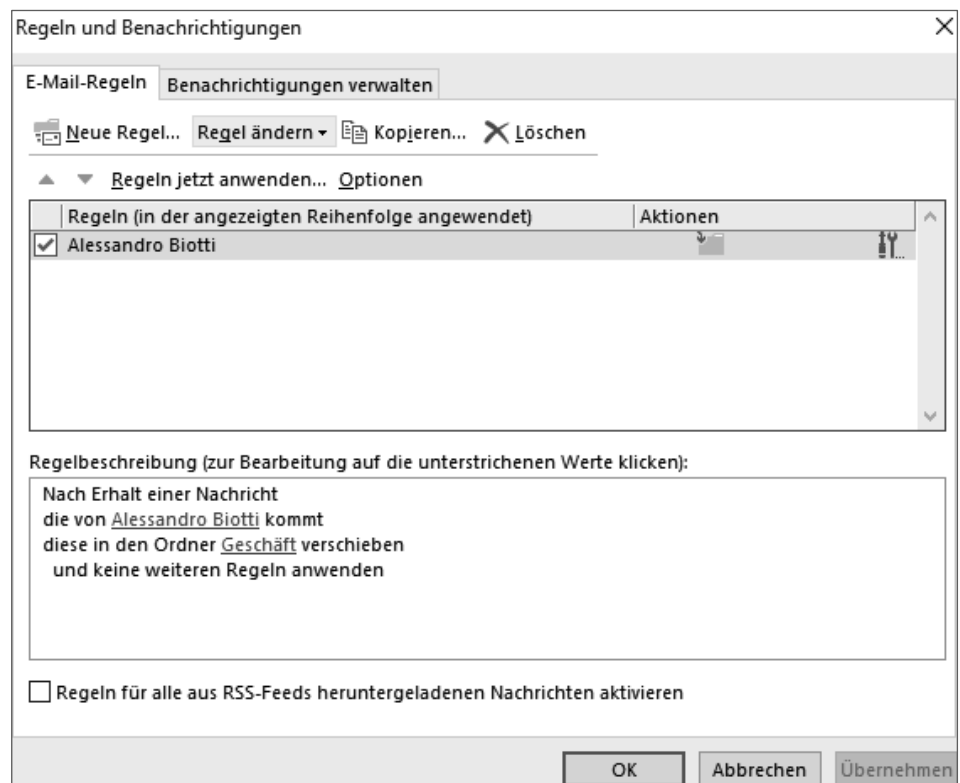 Regeln und Benachrichtigungen
E-Mail-Regeln Benachrichtigungen verwalten
Neue Regel... Regel ändern Kopieren... Löschen
Regeln jetzt anwenden... Optionen
Regeln (in der angezeigten Reihenfolge angewendet) Aktionen
Alessandro Biotti
Regelbeschreibung (zur Bearbeitung auf die unterstrichenen Werte klicken):
Nach Erhalt einer Nachricht
die von Alessandro Biotti kommt
diese in den Ordner Geschäft verschieben
und keine weiteren Regeln anwenden
Regeln für alle aus RSS-Feeds heruntergeladenen Nachrichten aktivieren
OK Abbrechen Übernehmen